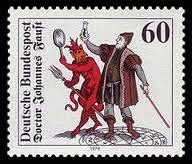 Deutsche Bundespost
Doctor Johannes Faust
60
1979